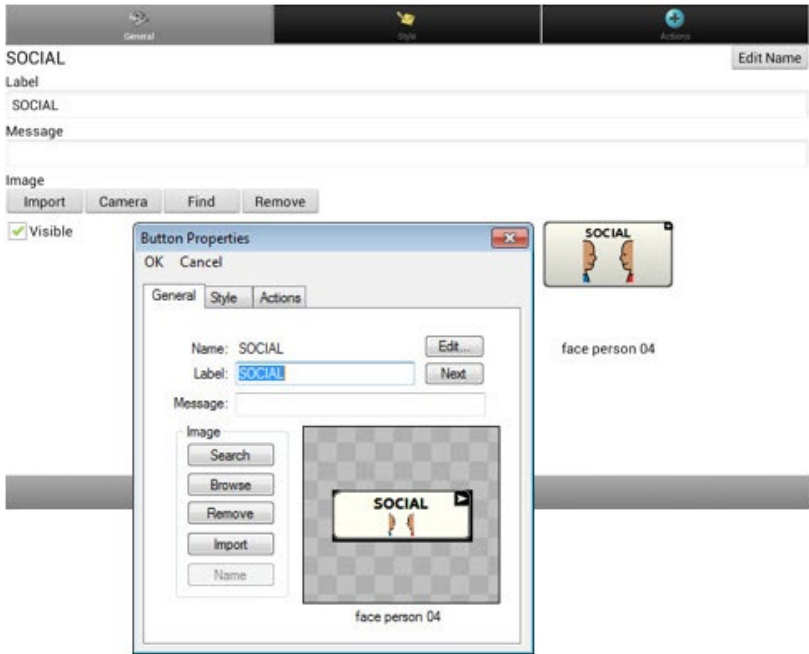 General Style Actions
SOCIAL Edit Name
Label
SOCIAL
Message
Image
Import Camera Find Remove
Visible
SOCIAL
face person 04
Button Properties
OK Cancel
General Style Actions
Name: SOCIAL Edit...
Label: SOCIAL Next
Message:
Image
Search
Browse
Remove
Import
Name
SOCIAL
face person 04